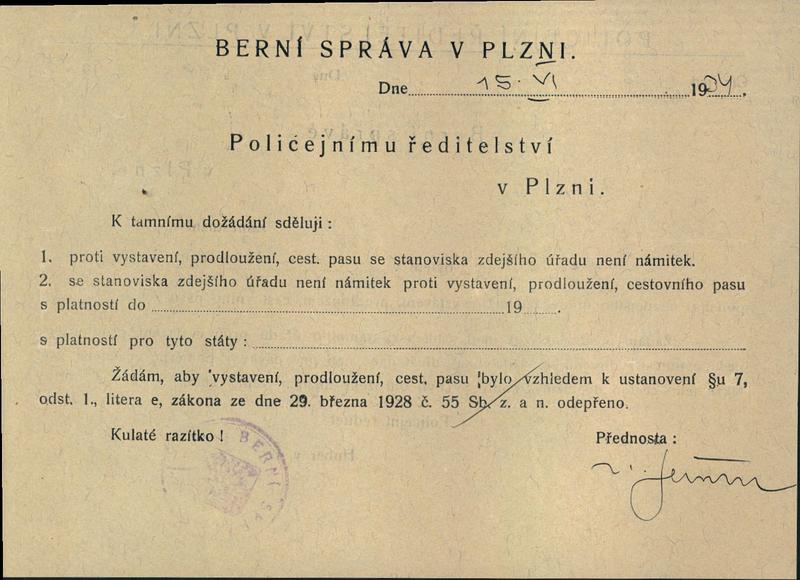 BERNÍ SPRÁVA V PLZNI.
Dne 15. VI 1934.
Policejnímu ředitelství
v Plzni.
K tamnímu dožádání sděluji :
1. proti vystavení, prodloužení, cest. pasu se stanoviska zdejšího úřadu není námitek.
2. se stanoviska zdejšího úřadu není námitek proti vystavení, prodloužení, cestovního pasu
s platností do 19 .
s platností pro tyto státy :
Žádám, aby vystavení, prodloužení, cest. pasu bylo vzhledem k ustanovení §u 7,
odst. 1., litera e, zákona ze dne 29. března 1928 č. 55 Sb. z. a n. odepřeno.
Kulaté razítko !
Přednosta :
BERNÍ